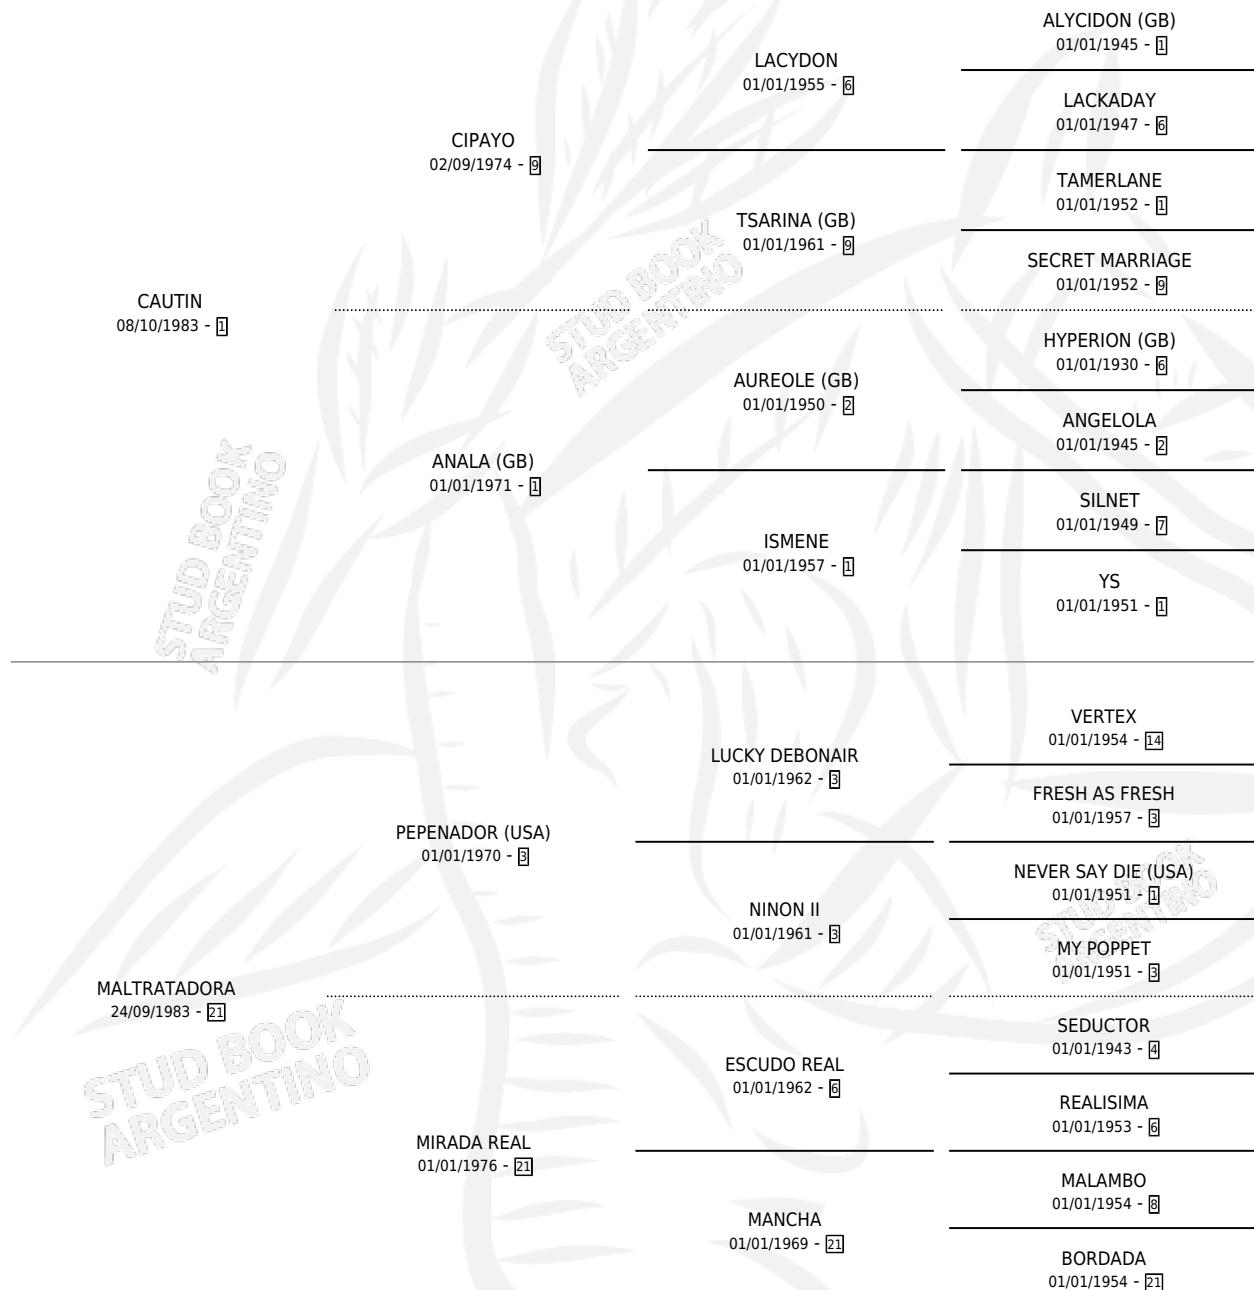 ALYCIDON (GB)
01/01/1945 - 1
LACYDON
01/01/1955 - 6
LACKADAY
01/01/1947 - 6
CIPAYO
02/09/1974 - 9
TAMERLANE
01/01/1952 - 1
TSARINA (GB)
01/01/1961 - 9
SECRET MARRIAGE
01/01/1952 - 9
CAUTIN
08/10/1983 - 1
HYPERION (GB)
01/01/1930 - 6
AUREOLE (GB)
01/01/1950 - 2
ANGELOLA
01/01/1945 - 2
ANALA (GB)
01/01/1971 - 1
SILNET
01/01/1949 - 7
ISMENE
01/01/1957 - 1
YS
01/01/1951 - 1
VERTEX
01/01/1954 - 14
LUCKY DEBONAIR
01/01/1962 - 3
FRESH AS FRESH
01/01/1957 - 3
PEPENADOR (USA)
01/01/1970 - 3
NEVER SAY DIE (USA)
01/01/1951 - 1
NINON II
01/01/1961 - 3
MY POPPET
01/01/1951 - 3
MALTRATADORA
24/09/1983 - 21
SEDUCTOR
01/01/1943 - 4
ESCUDO REAL
01/01/1962 - 6
REALISIMA
01/01/1953 - 6
MIRADA REAL
01/01/1976 - 21
MALAMBO
01/01/1954 - 8
MANCHA
01/01/1969 - 21
BORDADA
01/01/1954 - 21
STUD BOOK
ARGENTINO
STUD BOOK
ARGENTINO
STUD BOOK
ARGENTINO
STUD BOOK
ARGENTINO